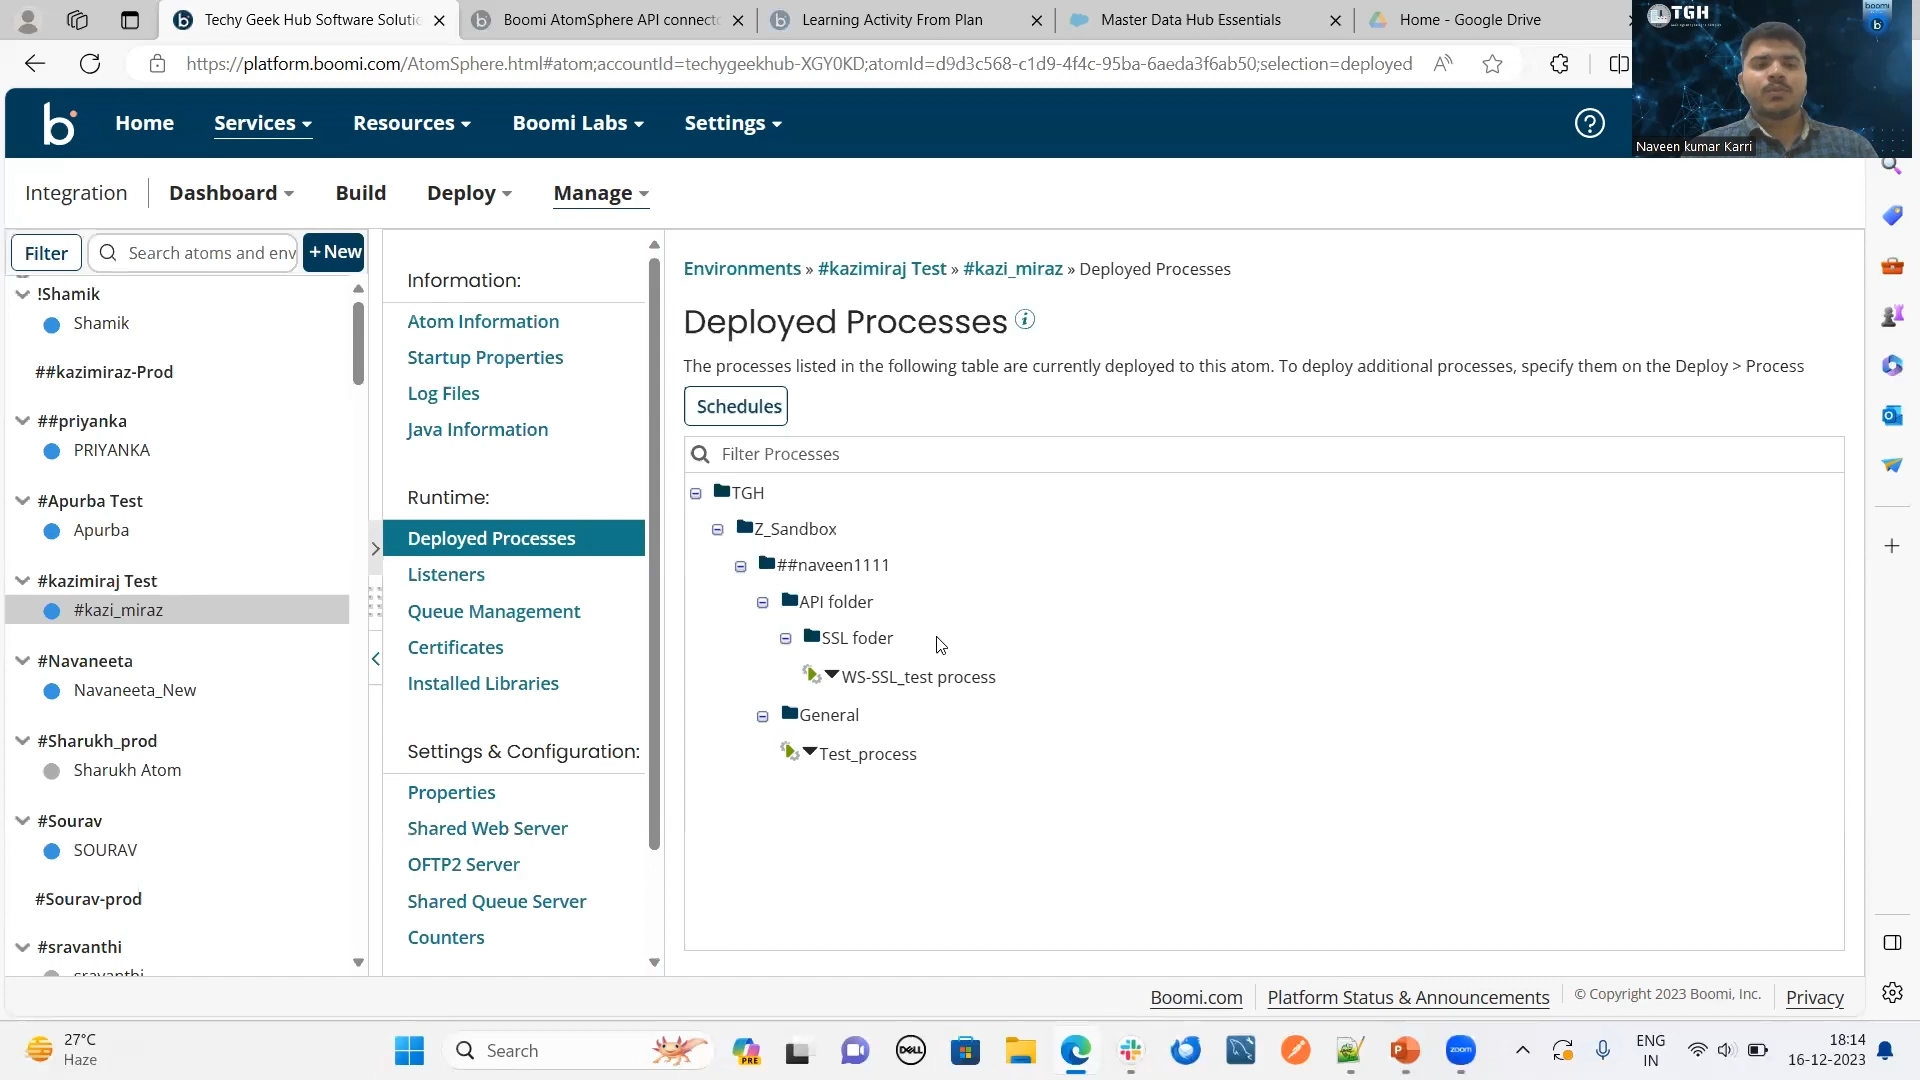 Techy Geek Hub Software Soluti
Boomi AtomSphere API connect
Learning Activity From Plan
Master Data Hub Essentials
Home - Google Drive
https://platform.boomi.com/AtomSphere.html#atom;accountId=techygeekhub-XGY0KD;atomId=d9d3c568-c1d9-4f4c-95ba-6aeda3f6ab50;selection=deployed
TGH
boomi
b
Naveen kumar Karri
b
Home
Services
Resources
Boomi Labs
Settings
Integration
Dashboard
Build
Deploy
Manage
Filter
Search atoms and env
+ New
!Shamik
Shamik
##kazimiraz-Prod
##priyanka
PRIYANKA
#Apurba Test
Apurba
#kazimiraj Test
#kazi_miraz
#Navaneeta
Navaneeta_New
#Sharukh_prod
Sharukh Atom
#Sourav
SOURAV
#Sourav-prod
#sravanthi
sravanthi
Information:
Atom Information
Startup Properties
Log Files
Java Information
Runtime:
Deployed Processes
Listeners
Queue Management
Certificates
Installed Libraries
Settings & Configuration:
Properties
Shared Web Server
OFTP2 Server
Shared Queue Server
Counters
Environments » #kazimiraj Test » #kazi_miraz » Deployed Processes
Deployed Processes
The processes listed in the following table are currently deployed to this atom. To deploy additional processes, specify them on the Deploy > Process
Schedules
Filter Processes
TGH
Z_Sandbox
##naveen1111
API folder
SSL foder
WS-SSL_test process
General
Test_process
Boomi.com
Platform Status & Announcements
© Copyright 2023 Boomi, Inc.
Privacy
27°C
Haze
Search
PRE
DELL
zoom
ENG
IN
18:14
16-12-2023